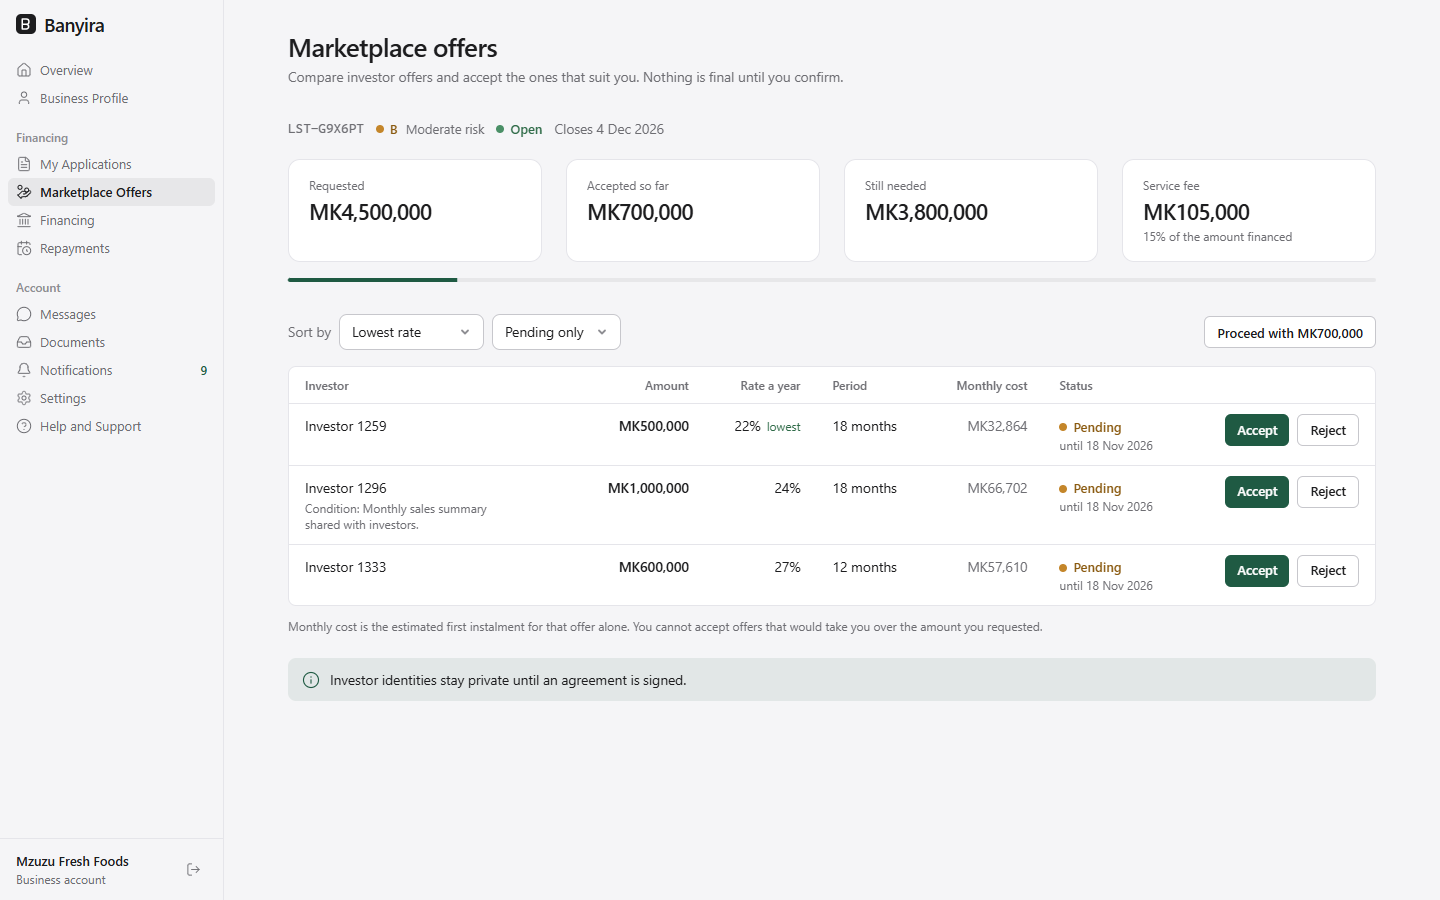 B Banyira
Overview
Business Profile
Financing
My Applications
Marketplace Offers
Financing
Repayments
Account
Messages
Documents
Notifications 9
Settings
Help and Support
Mzuzu Fresh Foods
Business account
Marketplace offers
Compare investor offers and accept the ones that suit you. Nothing is final until you confirm.
LST-G9X6PT B Moderate risk Open Closes 4 Dec 2026
Requested
MK4,500,000
Accepted so far
MK700,000
Still needed
MK3,800,000
Service fee
MK105,000
15% of the amount financed
Sort by Lowest rate Pending only Proceed with MK700,000
Investor Amount Rate a year Period Monthly cost Status
Investor 1259 MK500,000 22% lowest 18 months MK32,864 Pending Accept Reject
until 18 Nov 2026
Investor 1296 MK1,000,000 24% 18 months MK66,702 Pending Accept Reject
Condition: Monthly sales summary until 18 Nov 2026
shared with investors.
Investor 1333 MK600,000 27% 12 months MK57,610 Pending Accept Reject
until 18 Nov 2026
Monthly cost is the estimated first instalment for that offer alone. You cannot accept offers that would take you over the amount you requested.
Investor identities stay private until an agreement is signed.